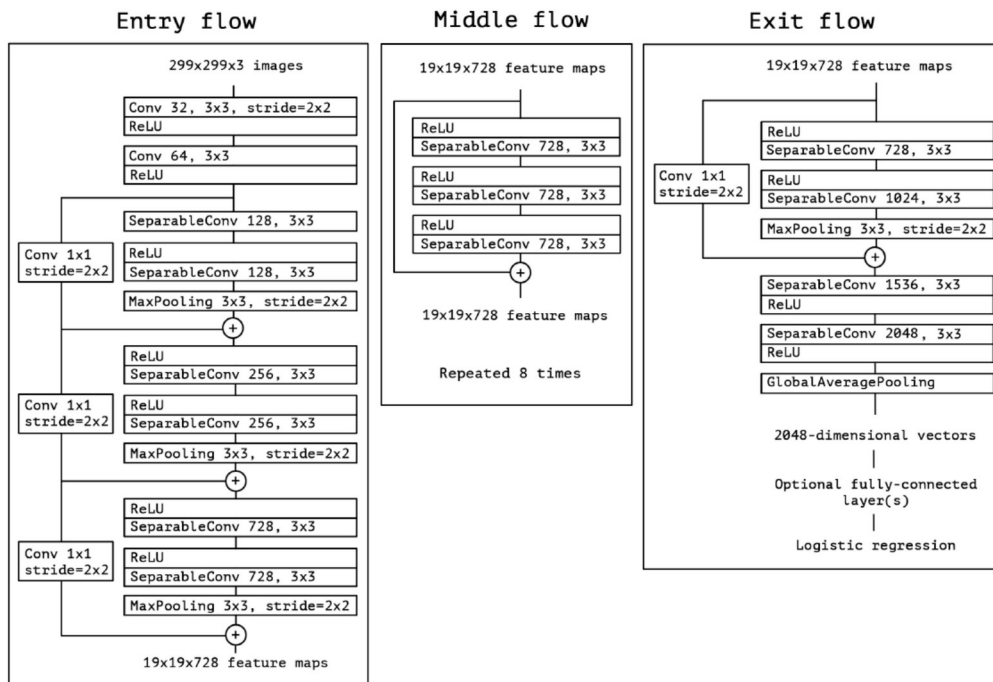 Entry flow
299x299x3 images
Conv 32, 3x3, stride=2x2
ReLU
Conv 64, 3x3
ReLU
SeparableConv 128, 3x3
Conv 1x1
stride=2x2
ReLU
SeparableConv 128, 3x3
MaxPooling 3x3, stride=2x2
+
ReLU
SeparableConv 256, 3x3
Conv 1x1
stride=2x2
ReLU
SeparableConv 256, 3x3
MaxPooling 3x3, stride=2x2
+
ReLU
SeparableConv 728, 3x3
Conv 1x1
stride=2x2
ReLU
SeparableConv 728, 3x3
MaxPooling 3x3, stride=2x2
+
19x19x728 feature maps
Middle flow
19x19x728 feature maps
ReLU
SeparableConv 728, 3x3
ReLU
SeparableConv 728, 3x3
ReLU
SeparableConv 728, 3x3
+
19x19x728 feature maps
Repeated 8 times
Exit flow
19x19x728 feature maps
ReLU
SeparableConv 728, 3x3
Conv 1x1
stride=2x2
ReLU
SeparableConv 1024, 3x3
MaxPooling 3x3, stride=2x2
+
SeparableConv 1536, 3x3
ReLU
SeparableConv 2048, 3x3
ReLU
GlobalAveragePooling
2048-dimensional vectors
Optional fully-connected
layer(s)
Logistic regression